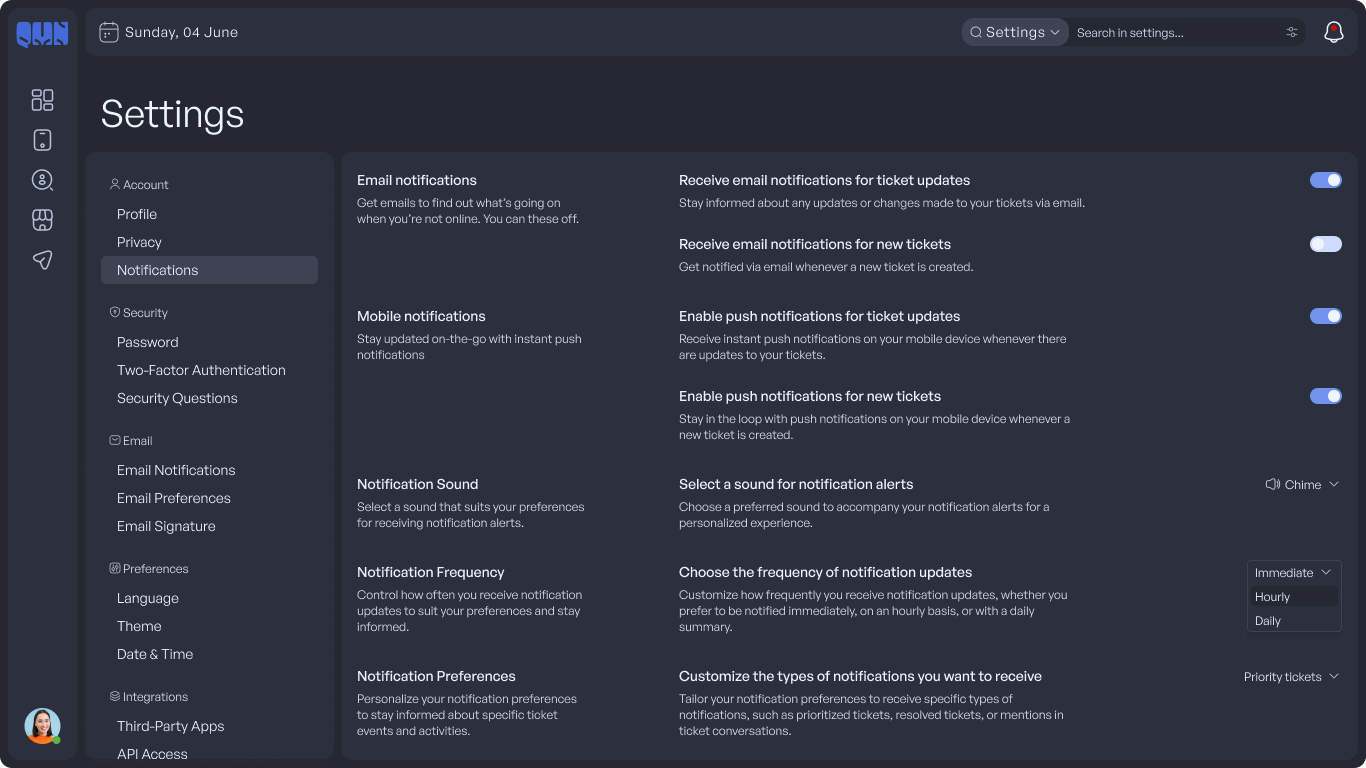 QUN
Sunday, 04 June
Settings
Search in settings...
Settings
Account
Profile
Privacy
Notifications
Security
Password
Two-Factor Authentication
Security Questions
Email
Email Notifications
Email Preferences
Email Signature
Preferences
Language
Theme
Date & Time
Integrations
Third-Party Apps
API Access
Email notifications
Get emails to find out what's going on
when you're not online. You can these off.
Receive email notifications for ticket updates
Stay informed about any updates or changes made to your tickets via email.
Receive email notifications for new tickets
Get notified via email whenever a new ticket is created.
Mobile notifications
Stay updated on-the-go with instant push
notifications
Enable push notifications for ticket updates
Receive instant push notifications on your mobile device whenever there
are updates to your tickets.
Enable push notifications for new tickets
Stay in the loop with push notifications on your mobile device whenever a
new ticket is created.
Notification Sound
Select a sound that suits your preferences
for receiving notification alerts.
Select a sound for notification alerts
Choose a preferred sound to accompany your notification alerts for a
personalized experience.
Chime
Notification Frequency
Control how often you receive notification
updates to suit your preferences and stay
informed.
Choose the frequency of notification updates
Customize how frequently you receive notification updates, whether you
prefer to be notified immediately, on an hourly basis, or with a daily
summary.
Immediate
Hourly
Daily
Notification Preferences
Personalize your notification preferences
to stay informed about specific ticket
events and activities.
Customize the types of notifications you want to receive
Tailor your notification preferences to receive specific types of
notifications, such as prioritized tickets, resolved tickets, or mentions in
ticket conversations.
Priority tickets